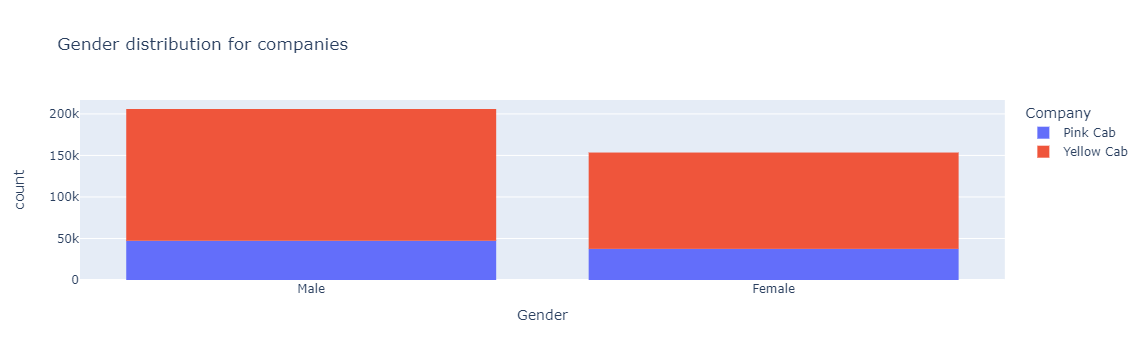 Gender distribution for companies
200k
150k
100k
50k
0
count
Male
Female
Gender
Company
Pink Cab
Yellow Cab